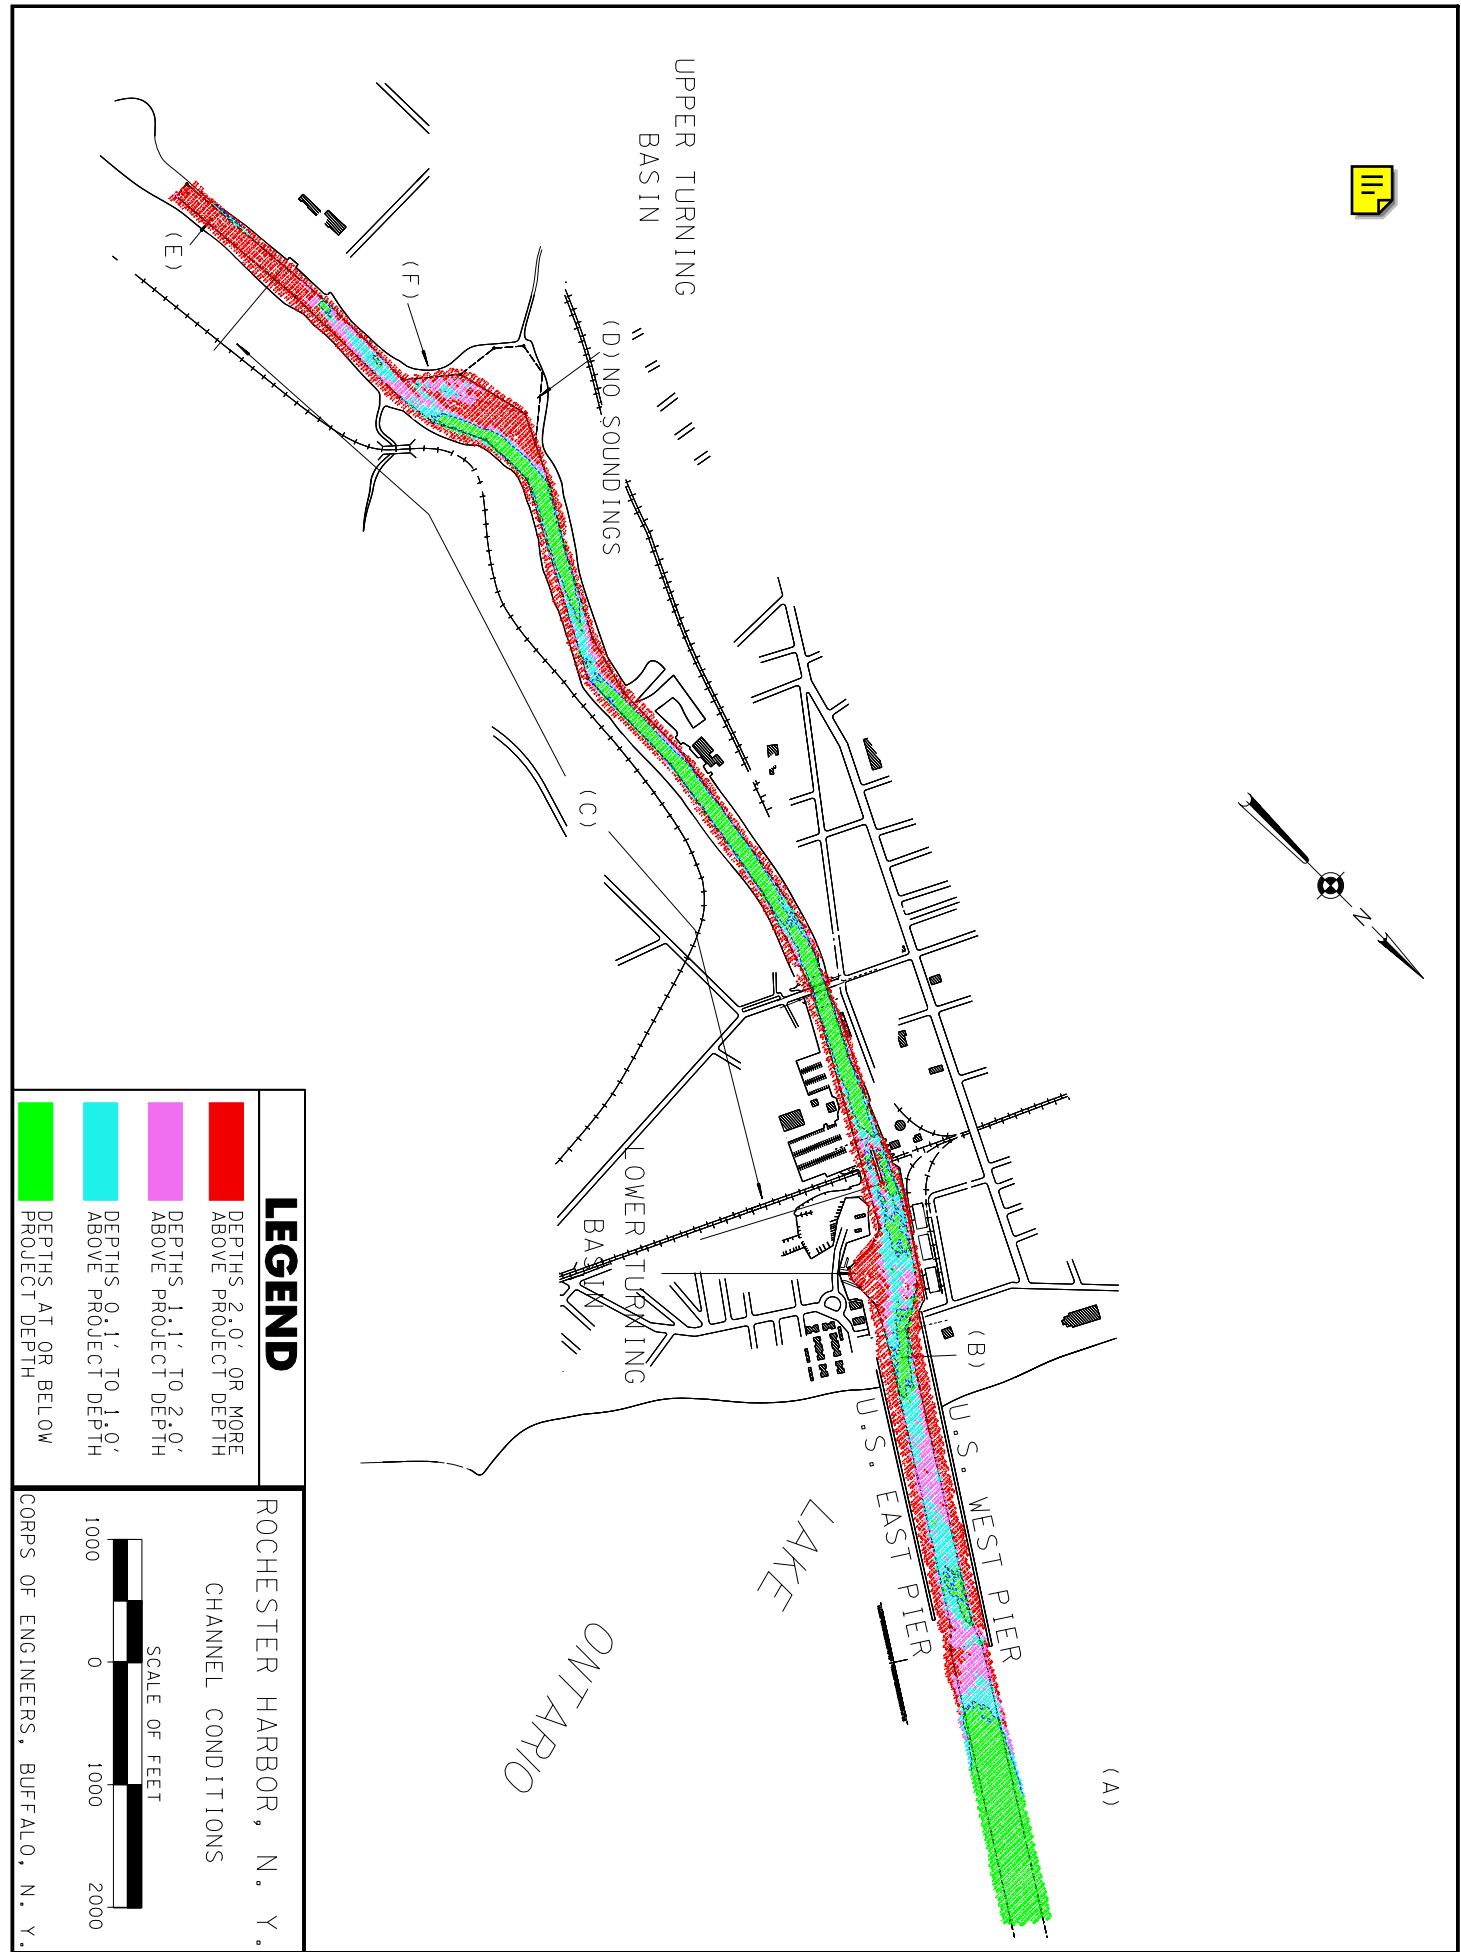 UPPER TURNING
BASIN
(E)
(F)
(D) NO SOUNDINGS
(C)
N
LOWER TURNING
BASIN
(B)
U.S. WEST PIER
U.S. EAST PIER
LAKE
ONTARIO
(A)
LEGEND
DEPTHS 2.0' OR MORE
ABOVE PROJECT DEPTH
DEPTHS 1.1' TO 2.0'
ABOVE PROJECT DEPTH
DEPTHS 0.1' TO 1.0'
ABOVE PROJECT DEPTH
DEPTHS AT OR BELOW
PROJECT DEPTH
ROCHESTER HARBOR, N. Y.
CHANNEL CONDITIONS
SCALE OF FEET
1000 0 1000 2000
CORPS OF ENGINEERS, BUFFALO, N. Y.